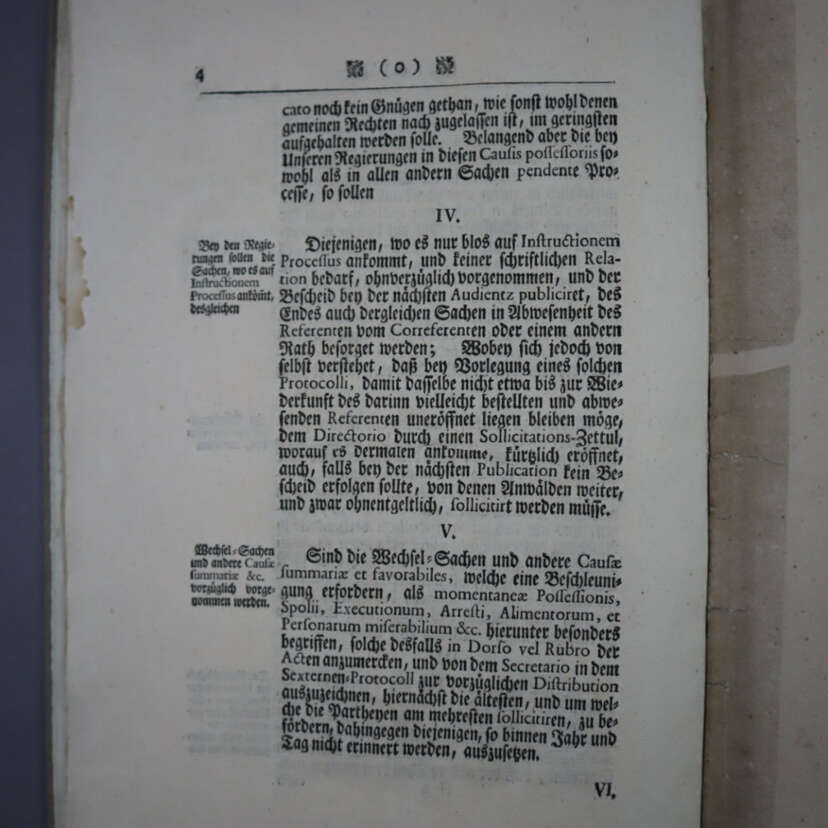 4
( o )
cato noch kein Gnügen gethan, wie sonst wohl denen
gemeinen Rechten nach zugelassen ist, im geringsten
aufgehalten werden solle. Belangend aber die bey
Unseren Regierungen in diesen Causis possessoriis so-
wohl als in allen andern Sachen pendente Pro-
cesse, so sollen
IV.
Bey den Regie-
rungen sollen die
Sachen, wo es auf
Instructionem
Processus ankömt,
desgleichen
Diejenigen, wo es nur blos auf Instructionem
Processus ankommt, und keiner schriftlichen Rela-
tion bedarf, ohnverzüglich vorgenommen, und der
Bescheid bey der nächsten Audientz publiciret, des
Endes auch dergleichen Sachen in Abwesenheit des
Referenten vom Correferenten oder einem andern
Rath besorget werden; Wobey sich jedoch von
selbst verstehet, daß bey Vorlegung eines solchen
Protocolli, damit dasselbe nicht etwa bis zur Wie-
derkunft des darinn vielleicht bestellten und abwe-
senden Referenten uneröffnet liegen bleiben möge,
dem Directorio durch einen Sollicitations-Zettul,
worauf es dermalen ankomme, kürtzlich eröffnet,
auch, falls bey der nächsten Publication kein Be-
scheid erfolgen sollte, von denen Anwälden weiter,
und zwar ohnentgeltlich, sollicitirt werden müsse.
V.
Wechsel-Sachen
und andere Causæ
summariæ &c.
vorzüglich vorge-
nommen werden.
Sind die Wechsel-Sachen und andere Causæ
summariæ et favorabiles, welche eine Beschleuni-
gung erfordern, als momentaneæ Possessionis,
Spolii, Executionum, Arresti, Alimentorum, et
Personarum miserabilium &c. hierunter besonders
begriffen, solche desfalls in Dorso vel Rubro der
Acten anzumercken, und von dem Secretario in dem
Sexternen-Protocoll zur vorzüglichen Distribution
auszuzeichnen, hiernächst die ältesten, und um wel-
che die Partheyen am mehresten sollicitiren, zu be-
fördern, dahingegen diejenigen, so binnen Jahr und
Tag nicht erinnert werden, auszusetzen.
VI.